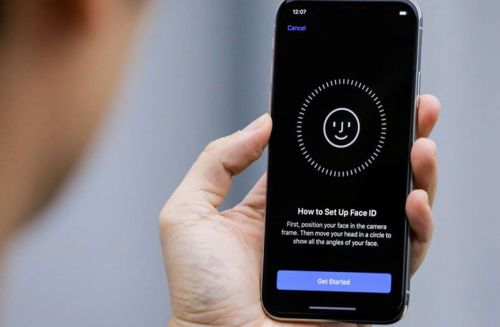 12:07
Cancel
How to Set Up Face ID
First, position your face in the camera
frame. Then move your head in a circle to
show all the angles of your face.
Get Started